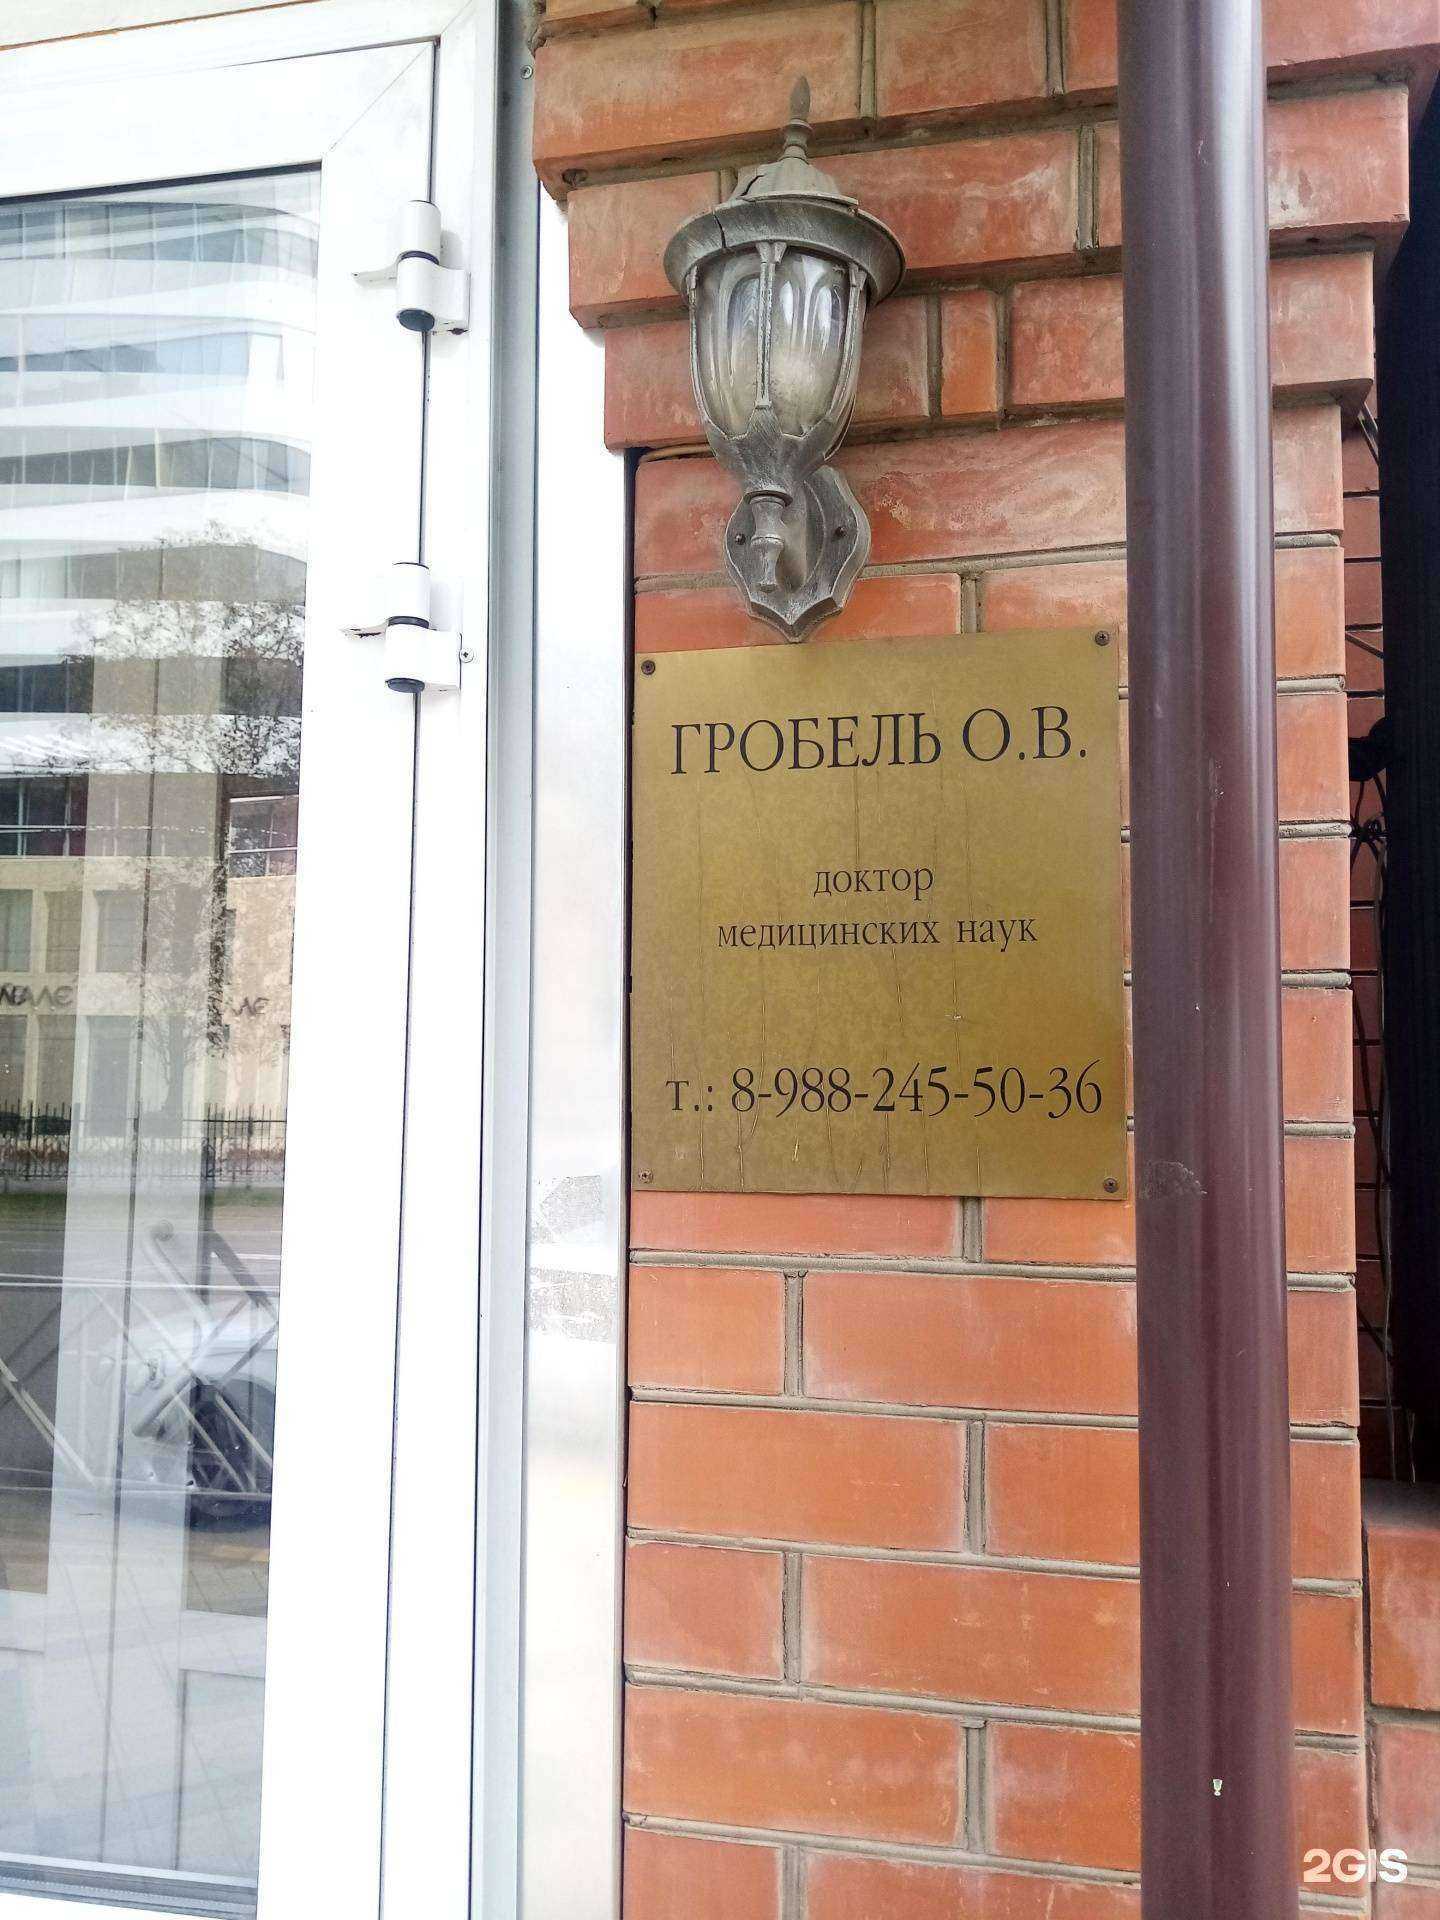 ГРОБЕЛЬ О.В.
доктор
медицинских наук
т.: 8-988-245-50-36
2GIS